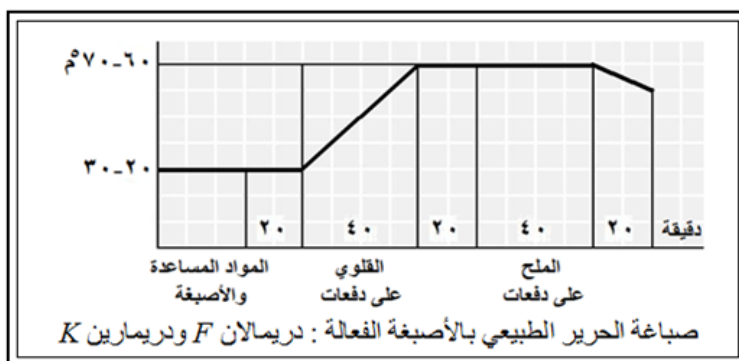 ٦٠-٧٠°م
٢٠-٣٠
٢٠ ٤٠ ٢٠ ٤٠ ٢٠ دقيقة
المواد المساعدة والأصبغة
القلوي على دفعات
الملح على دفعات
صباغة الحرير الطبيعي بالأصبغة الفعالة : دريمالان F ودريمارين K